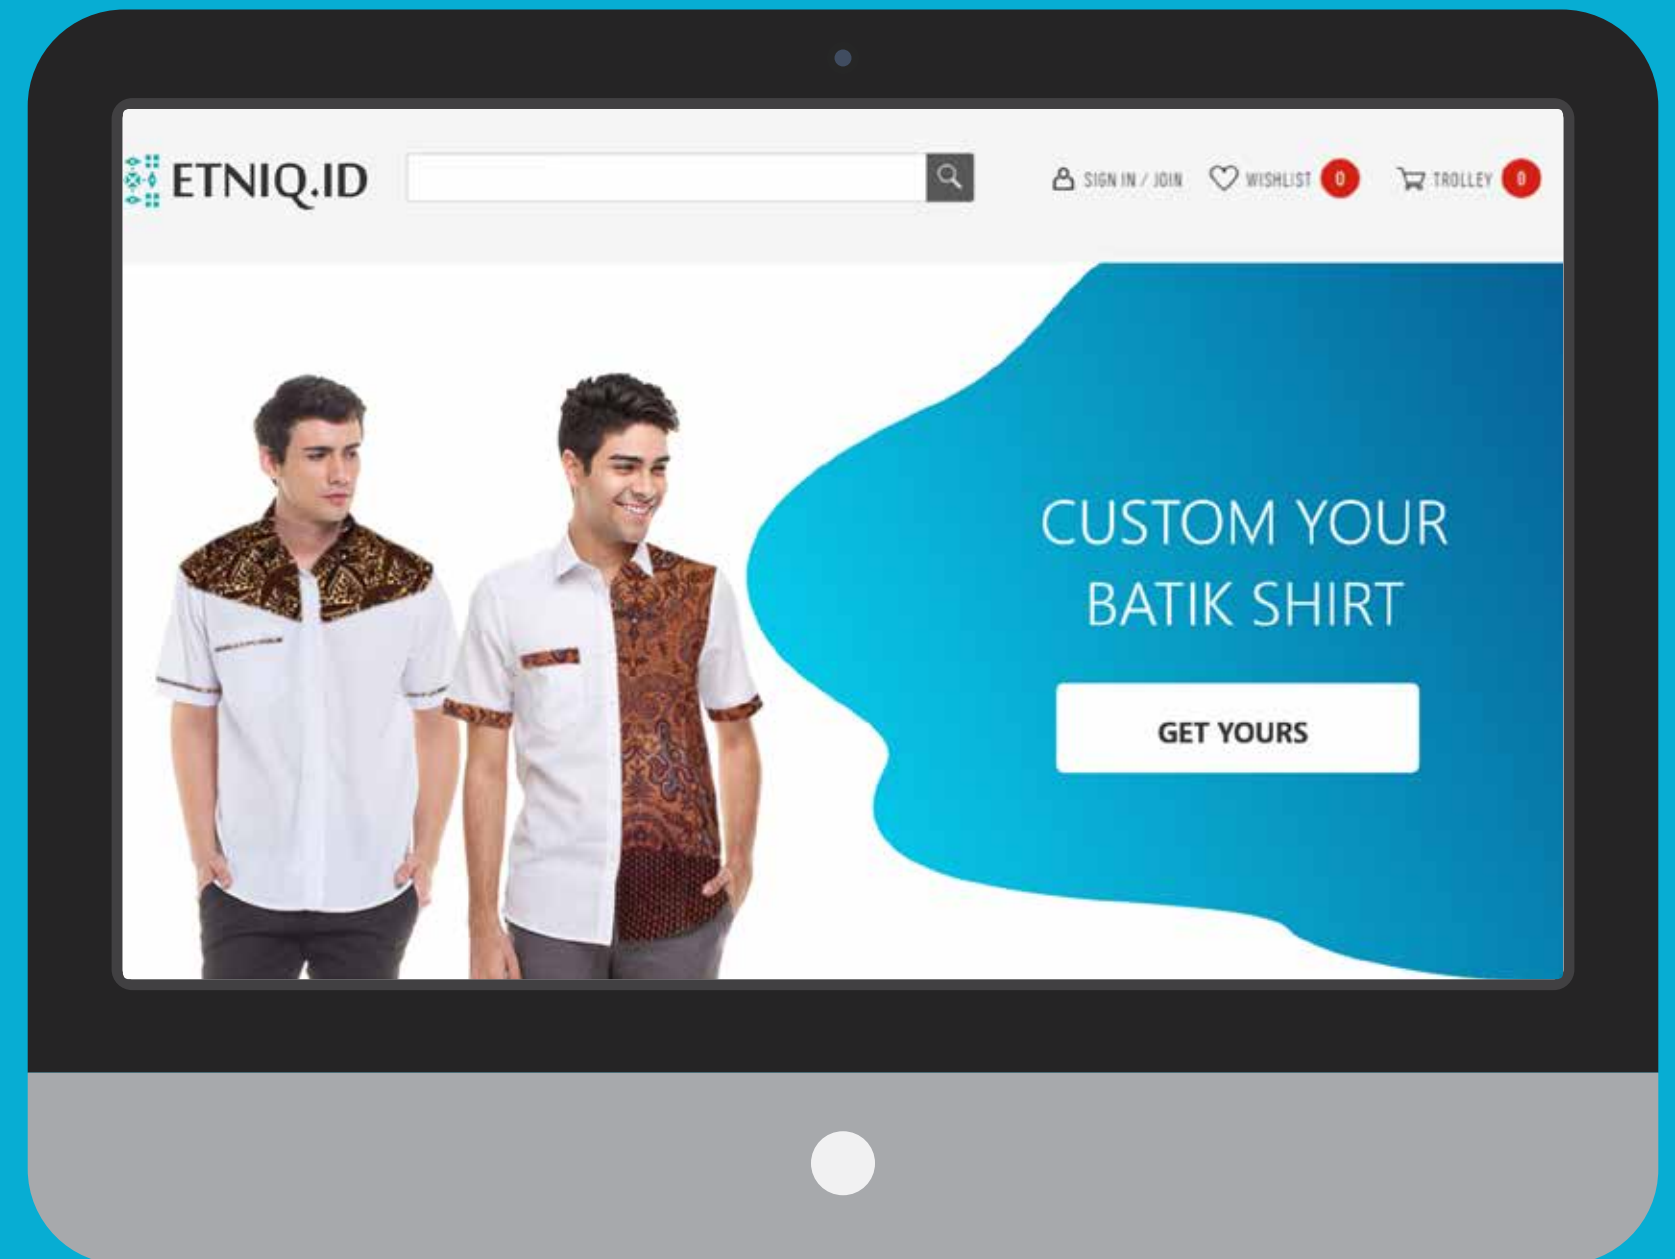 ETNIQ.ID
SIGN IN / JOIN WISHLIST 0 TROLLEY 0
CUSTOM YOUR
BATIK SHIRT
GET YOURS